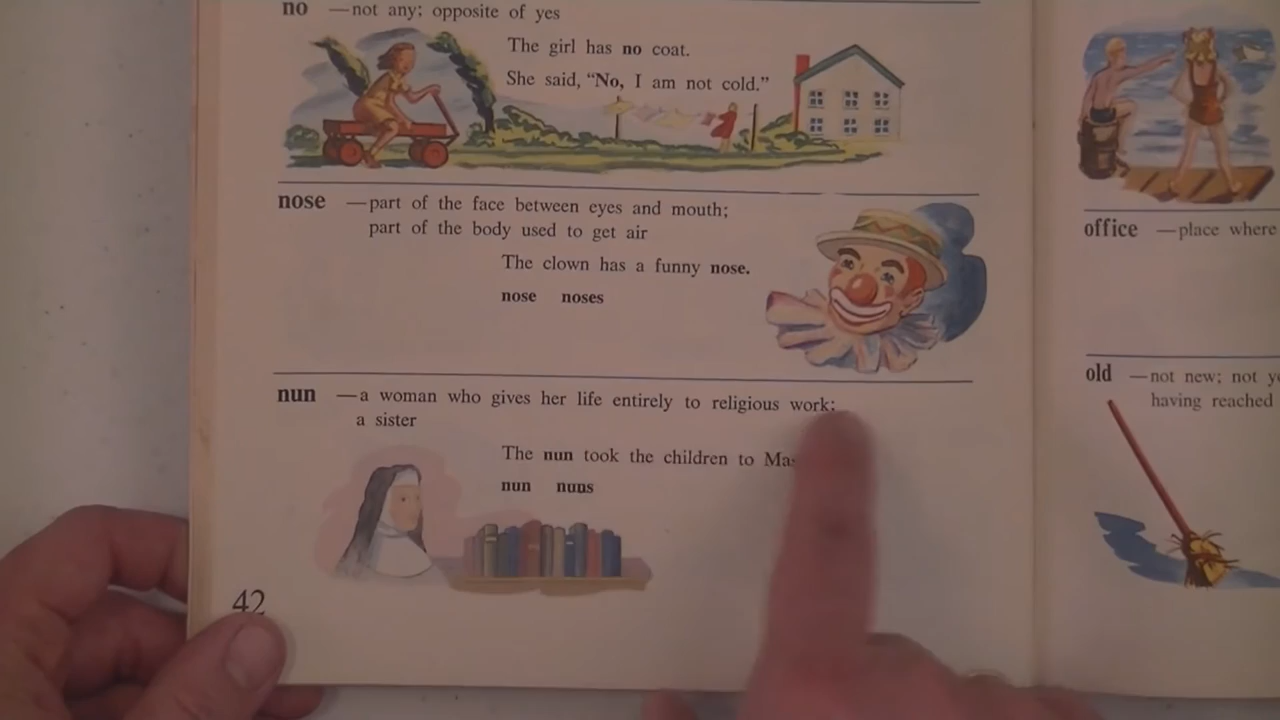 no —not any; opposite of yes
The girl has no coat.
She said, “No, I am not cold.”
nose —part of the face between eyes and mouth;
part of the body used to get air
The clown has a funny nose.
nose noses
nun —a woman who gives her life entirely to religious work;
a sister
The nun took the children to
nun nuns
42
office —place where
old —not new; not
having reached